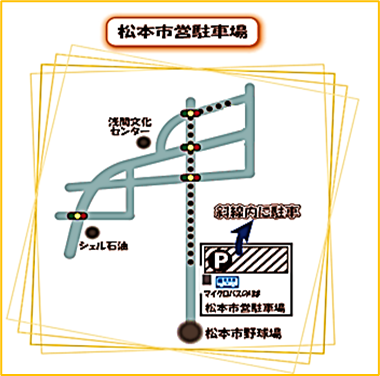 松本市営駐車場
浅間文化
センター
斜線内に駐車
シェル石油
P
マイクロバスのりば
松本市営駐車場
松本市野球場